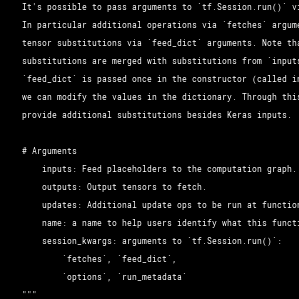 It's possible to pass arguments to `tf.Session.run()` vi
In particular additional operations via `fetches` argume
tensor substitutions via `feed_dict` arguments. Note tha
substitutions are merged with substitutions from `inputs
`feed_dict` is passed once in the constructor (called in
we can modify the values in the dictionary. Through this
provide additional substitutions besides Keras inputs.
# Arguments
inputs: Feed placeholders to the computation graph.
outputs: Output tensors to fetch.
updates: Additional update ops to be run at function
name: a name to help users identify what this functi
session_kwargs: arguments to `tf.Session.run()`:
`fetches`, `feed_dict`,
`options`, `run_metadata`
"""